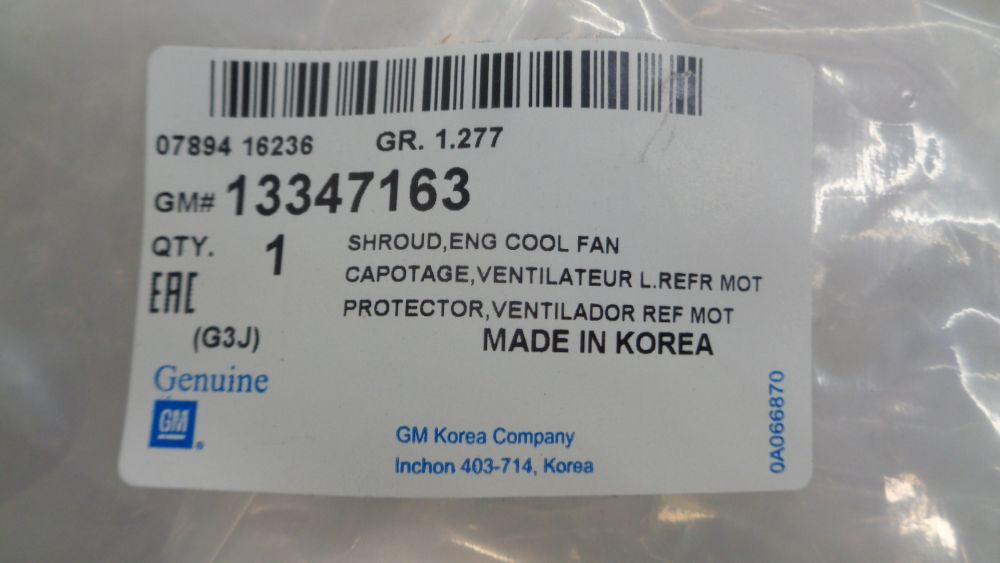 07894 16236 GR. 1.277
GM# 13347163
QTY. 1 SHROUD,ENG COOL FAN
CAPOTAGE,VENTILATEUR L.REFR MOT
EAC
PROTECTOR,VENTILADOR REF MOT
(G3J) MADE IN KOREA
Genuine
GM
GM Korea Company
Inchon 403-714, Korea
0A066870